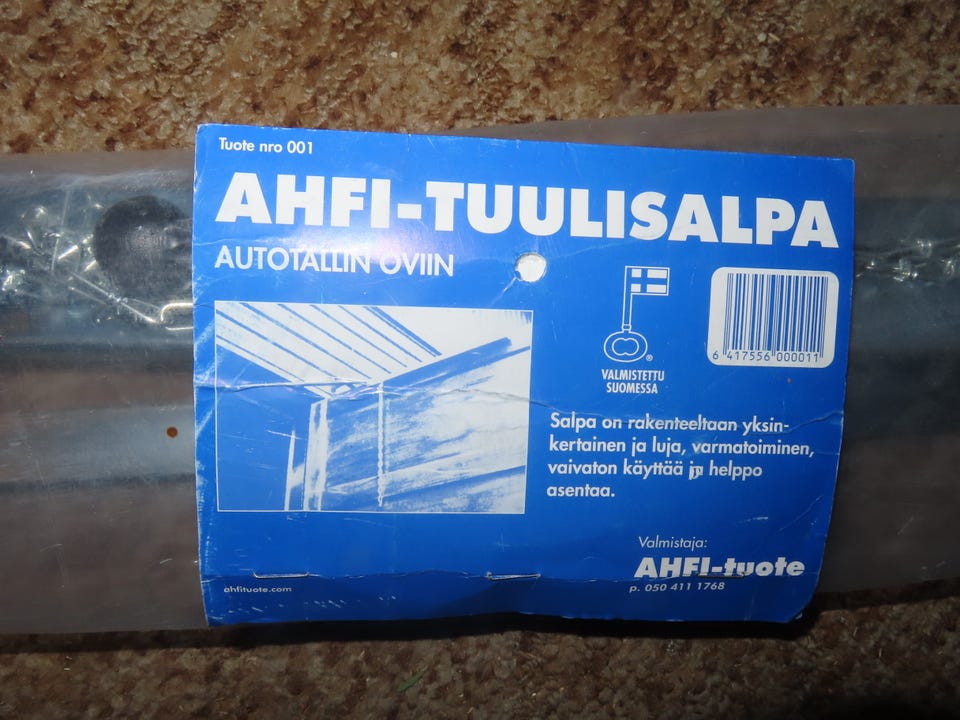 Tuote nro 001
AHFI-TUULISALPA
AUTOTALLIN OVIIN
®
6 417556 000011
VALMISTETTU
SUOMESSA
Salpa on rakenteeltaan yksin-
kertainen ja luja, varmatoiminen,
vaivaton käyttää ja helppo
asentaa.
Valmistaja:
AHFI-tuote
p. 050 411 1768
ahfituote.com